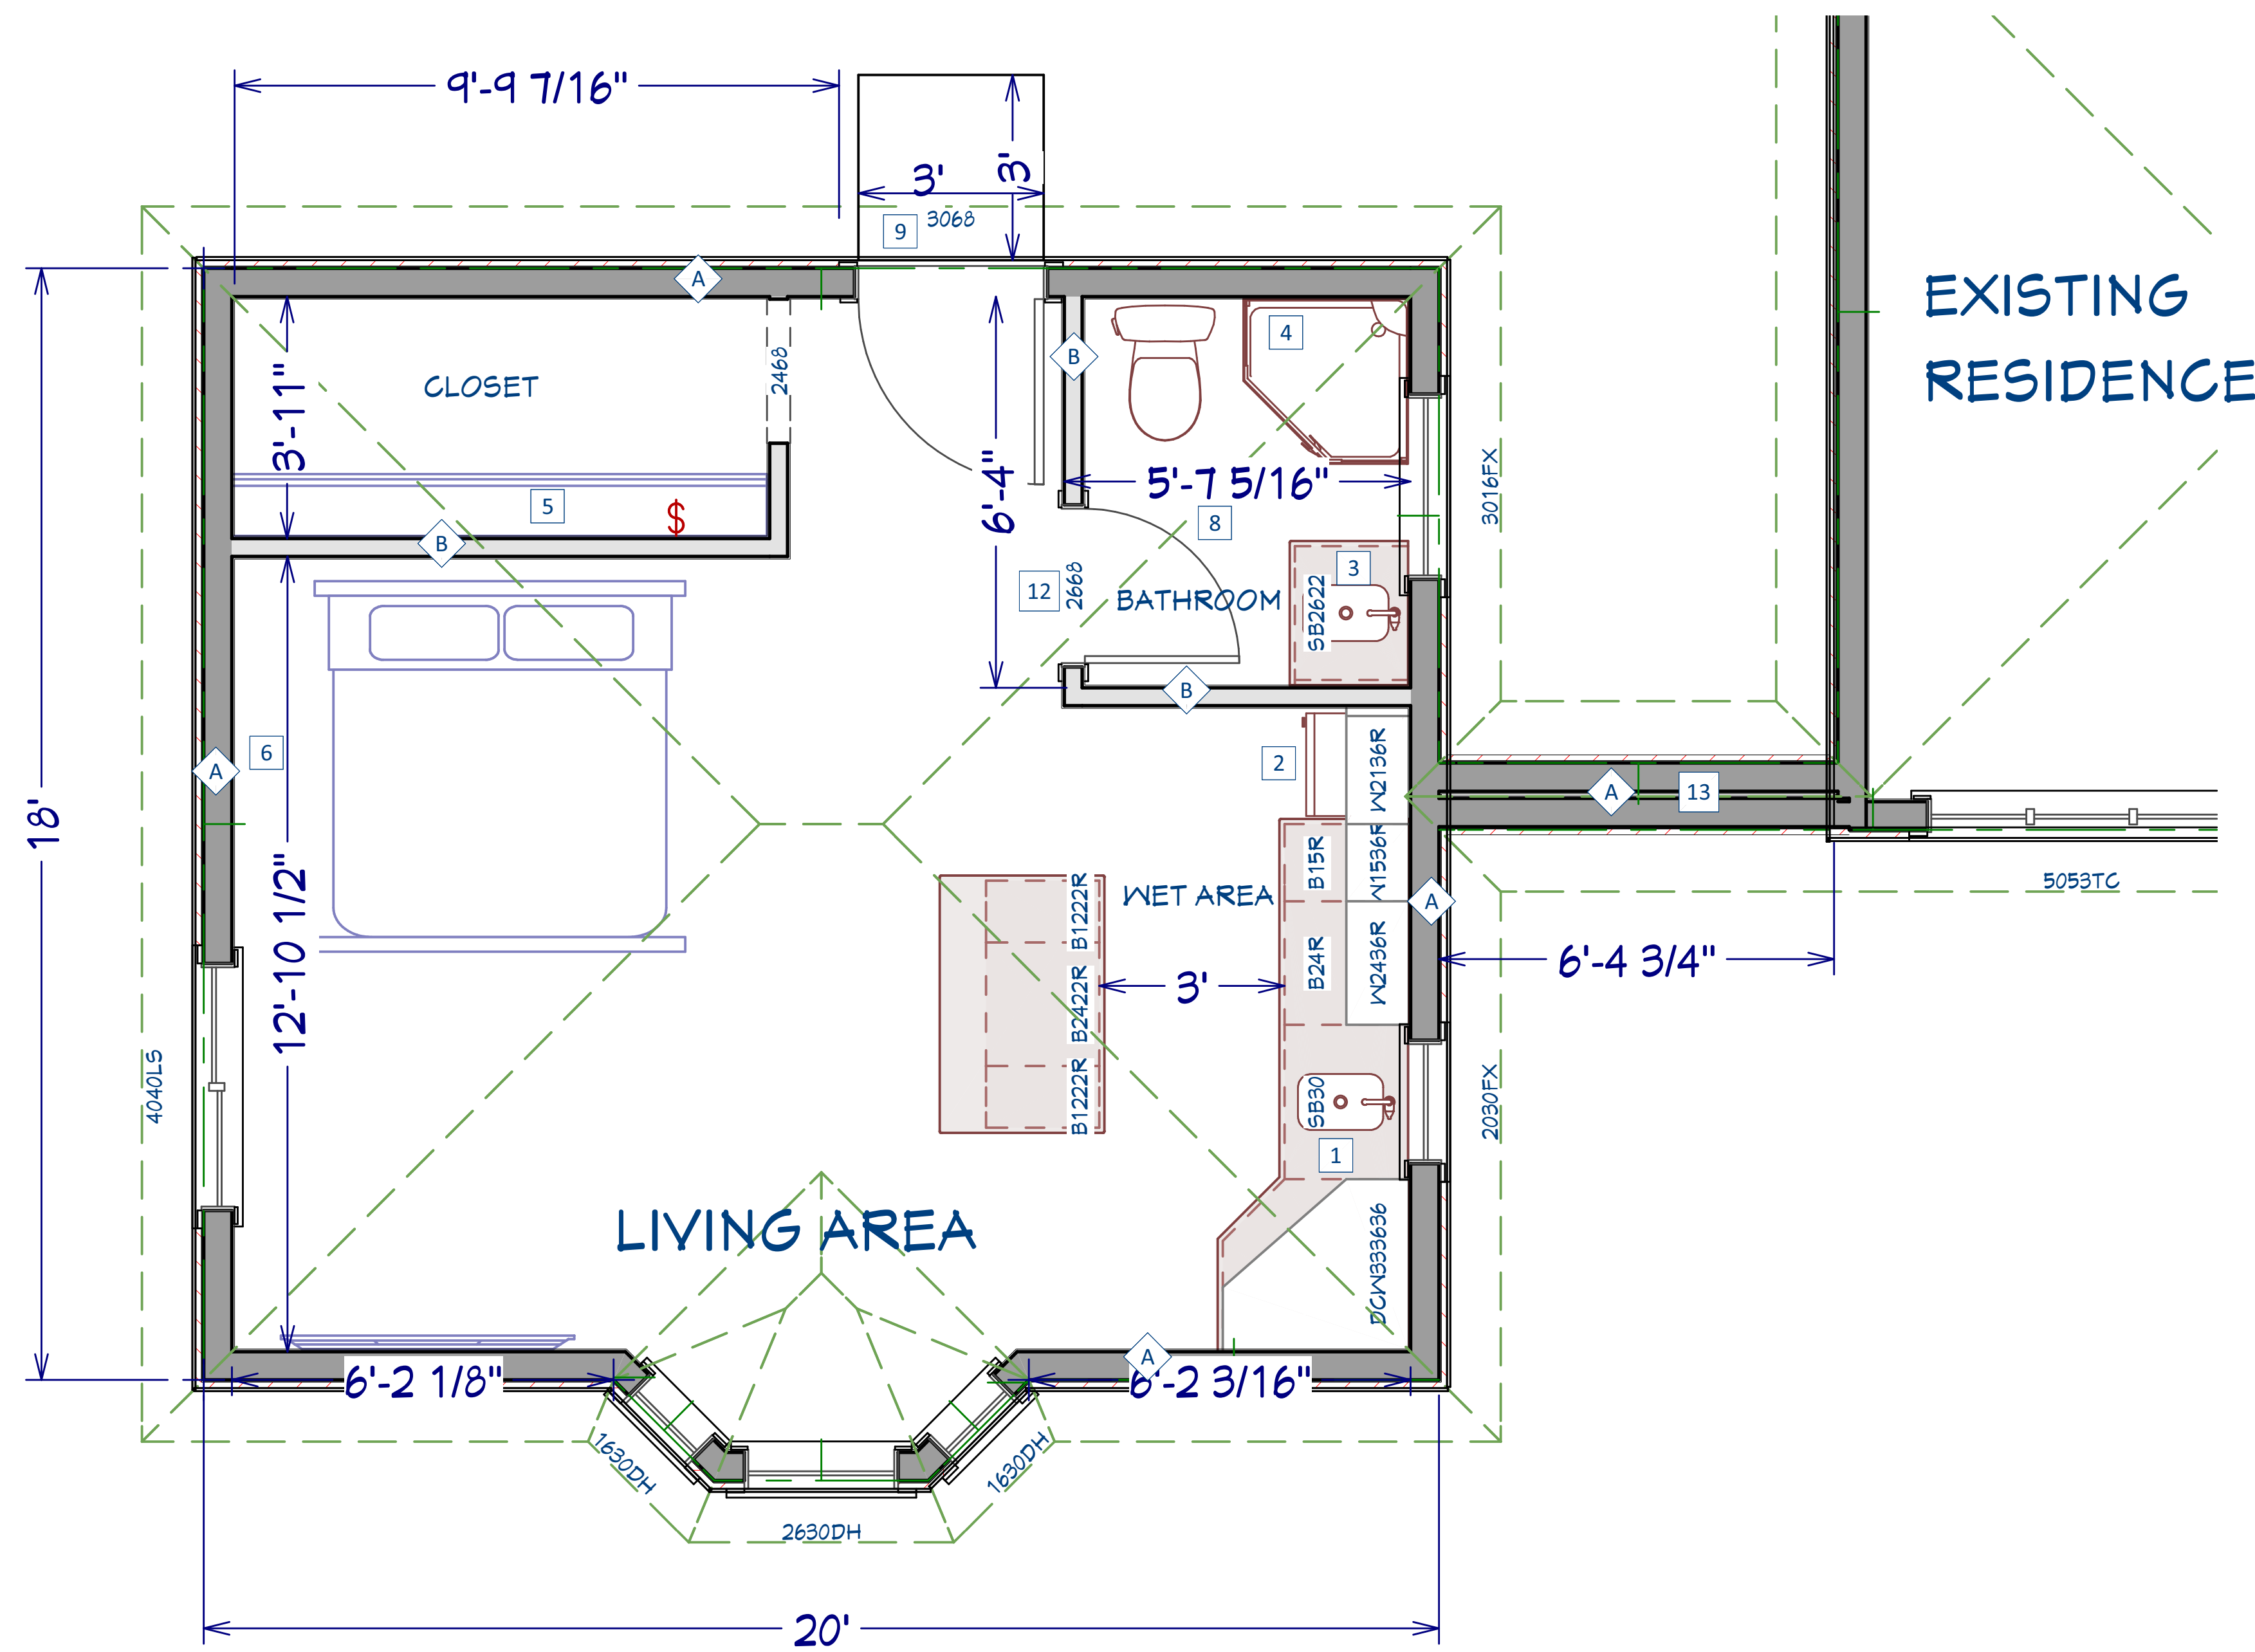 9'-9 7/16"
3'
3'
9
3068
A
EXISTING
RESIDENCE
4
B
2468
CLOSET
3'-11"
6'-4"
5'-7 5/16"
3016FX
5
$
8
B
12
2668
BATHROOM
3
SB2622
B
6
A
2
W2136R
A
13
18'
12'-10 1/2"
B15R
W1536R
5053TC
WET AREA
A
B1222R
B24R
W2436R
6'-4 3/4"
B2422R
3'
4040LS
B1222R
SB30
2030FX
1
LIVING AREA
DCW333636
A
6'-2 1/8"
6'-2 3/16"
1630DH
1630DH
2630DH
20'